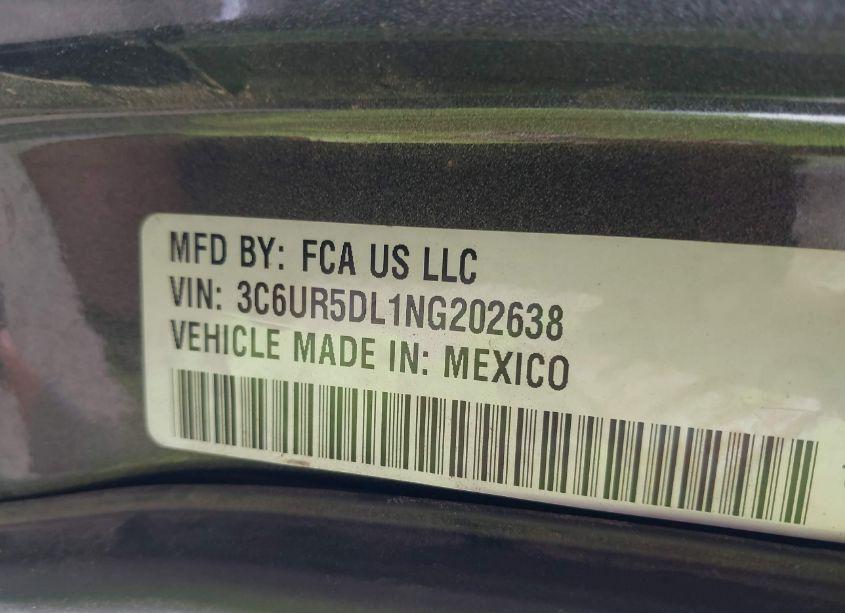 MFD BY: FCA US LLC
VIN: 3C6UR5DL1NG202638
VEHICLE MADE IN: MEXICO